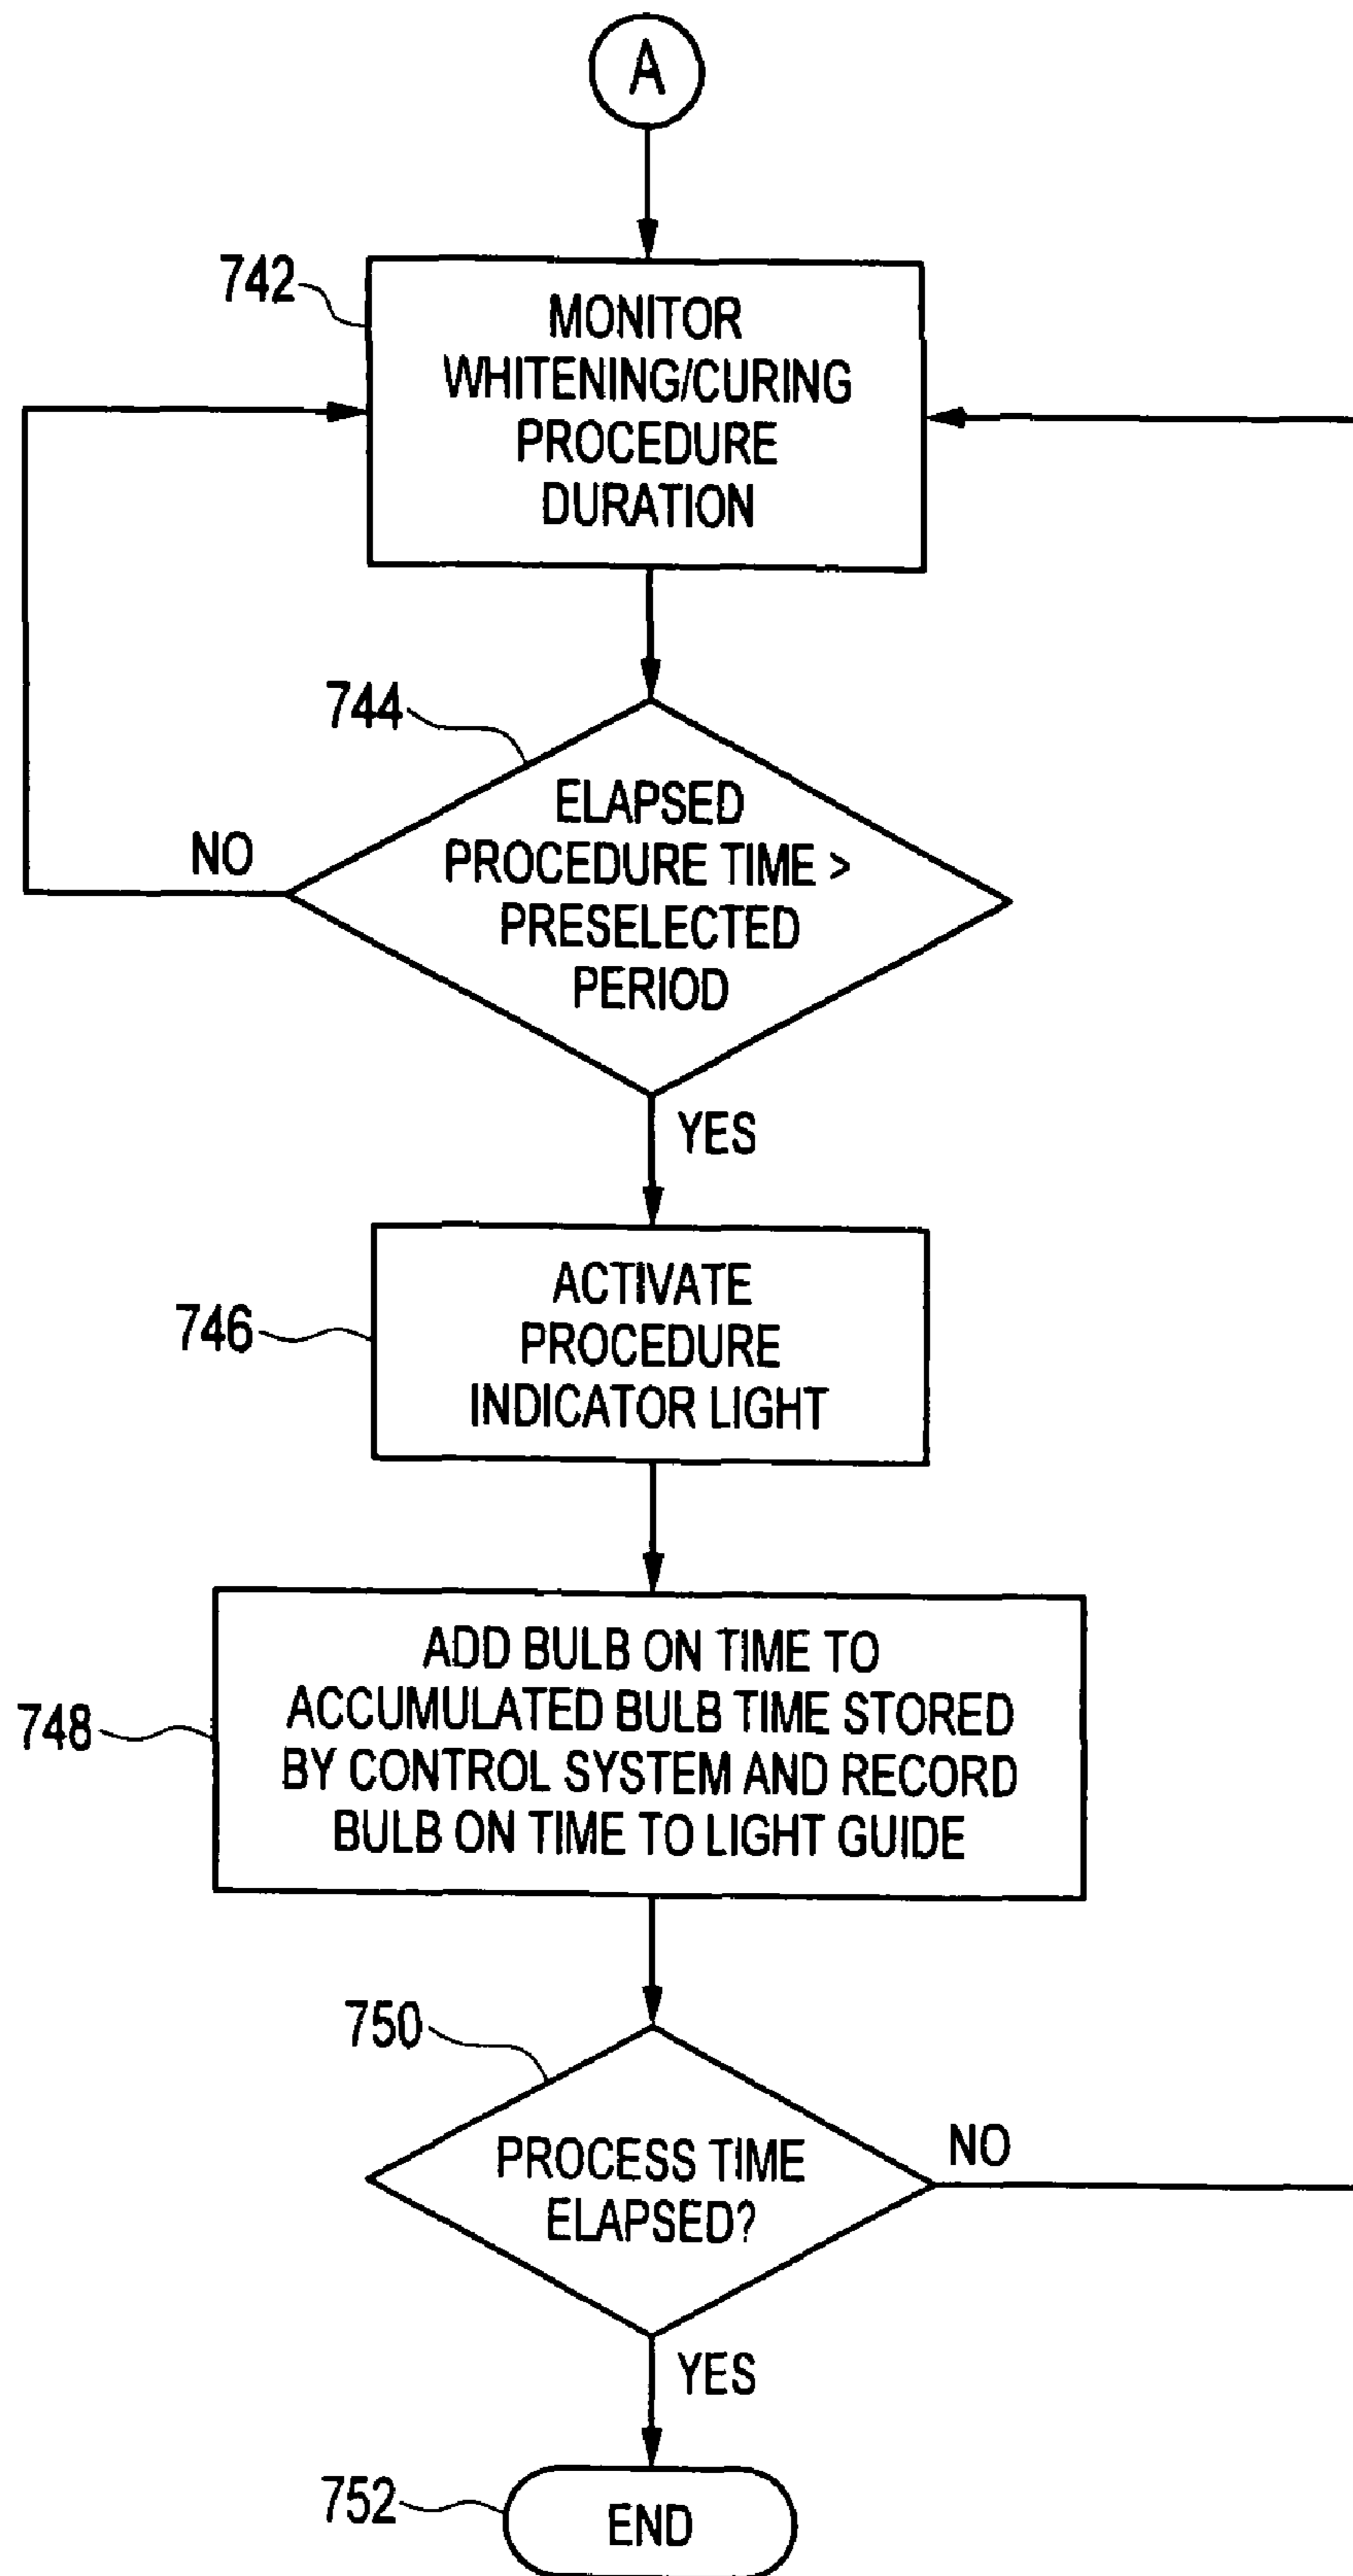 A
742
MONITOR
WHITENING/CURING
PROCEDURE
DURATION
744
ELAPSED
PROCEDURE TIME >
PRESELECTED
PERIOD
NO
YES
746
ACTIVATE
PROCEDURE
INDICATOR LIGHT
748
ADD BULB ON TIME TO
ACCUMULATED BULB TIME STORED
BY CONTROL SYSTEM AND RECORD
BULB ON TIME TO LIGHT GUIDE
750
PROCESS TIME
ELAPSED?
NO
YES
752
END